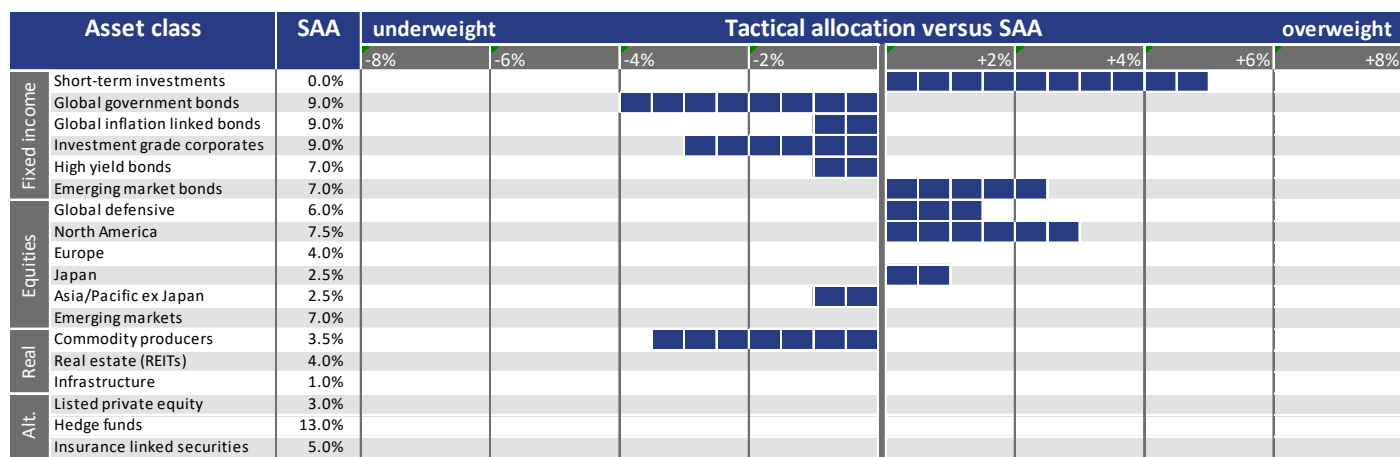 Asset class SAA underweight Tactical allocation versus SAA overweight
-8% -6% -4% -2% +2% +4% +6% +8%
Fixed income
Short-term investments 0.0%
Global government bonds 9.0%
Global inflation linked bonds 9.0%
Investment grade corporates 9.0%
High yield bonds 7.0%
Emerging market bonds 7.0%
Equities
Global defensive 6.0%
North America 7.5%
Europe 4.0%
Japan 2.5%
Asia/Pacific ex Japan 2.5%
Emerging markets 7.0%
Real
Commodity producers 3.5%
Real estate (REITs) 4.0%
Infrastructure 1.0%
Alt.
Listed private equity 3.0%
Hedge funds 13.0%
Insurance linked securities 5.0%